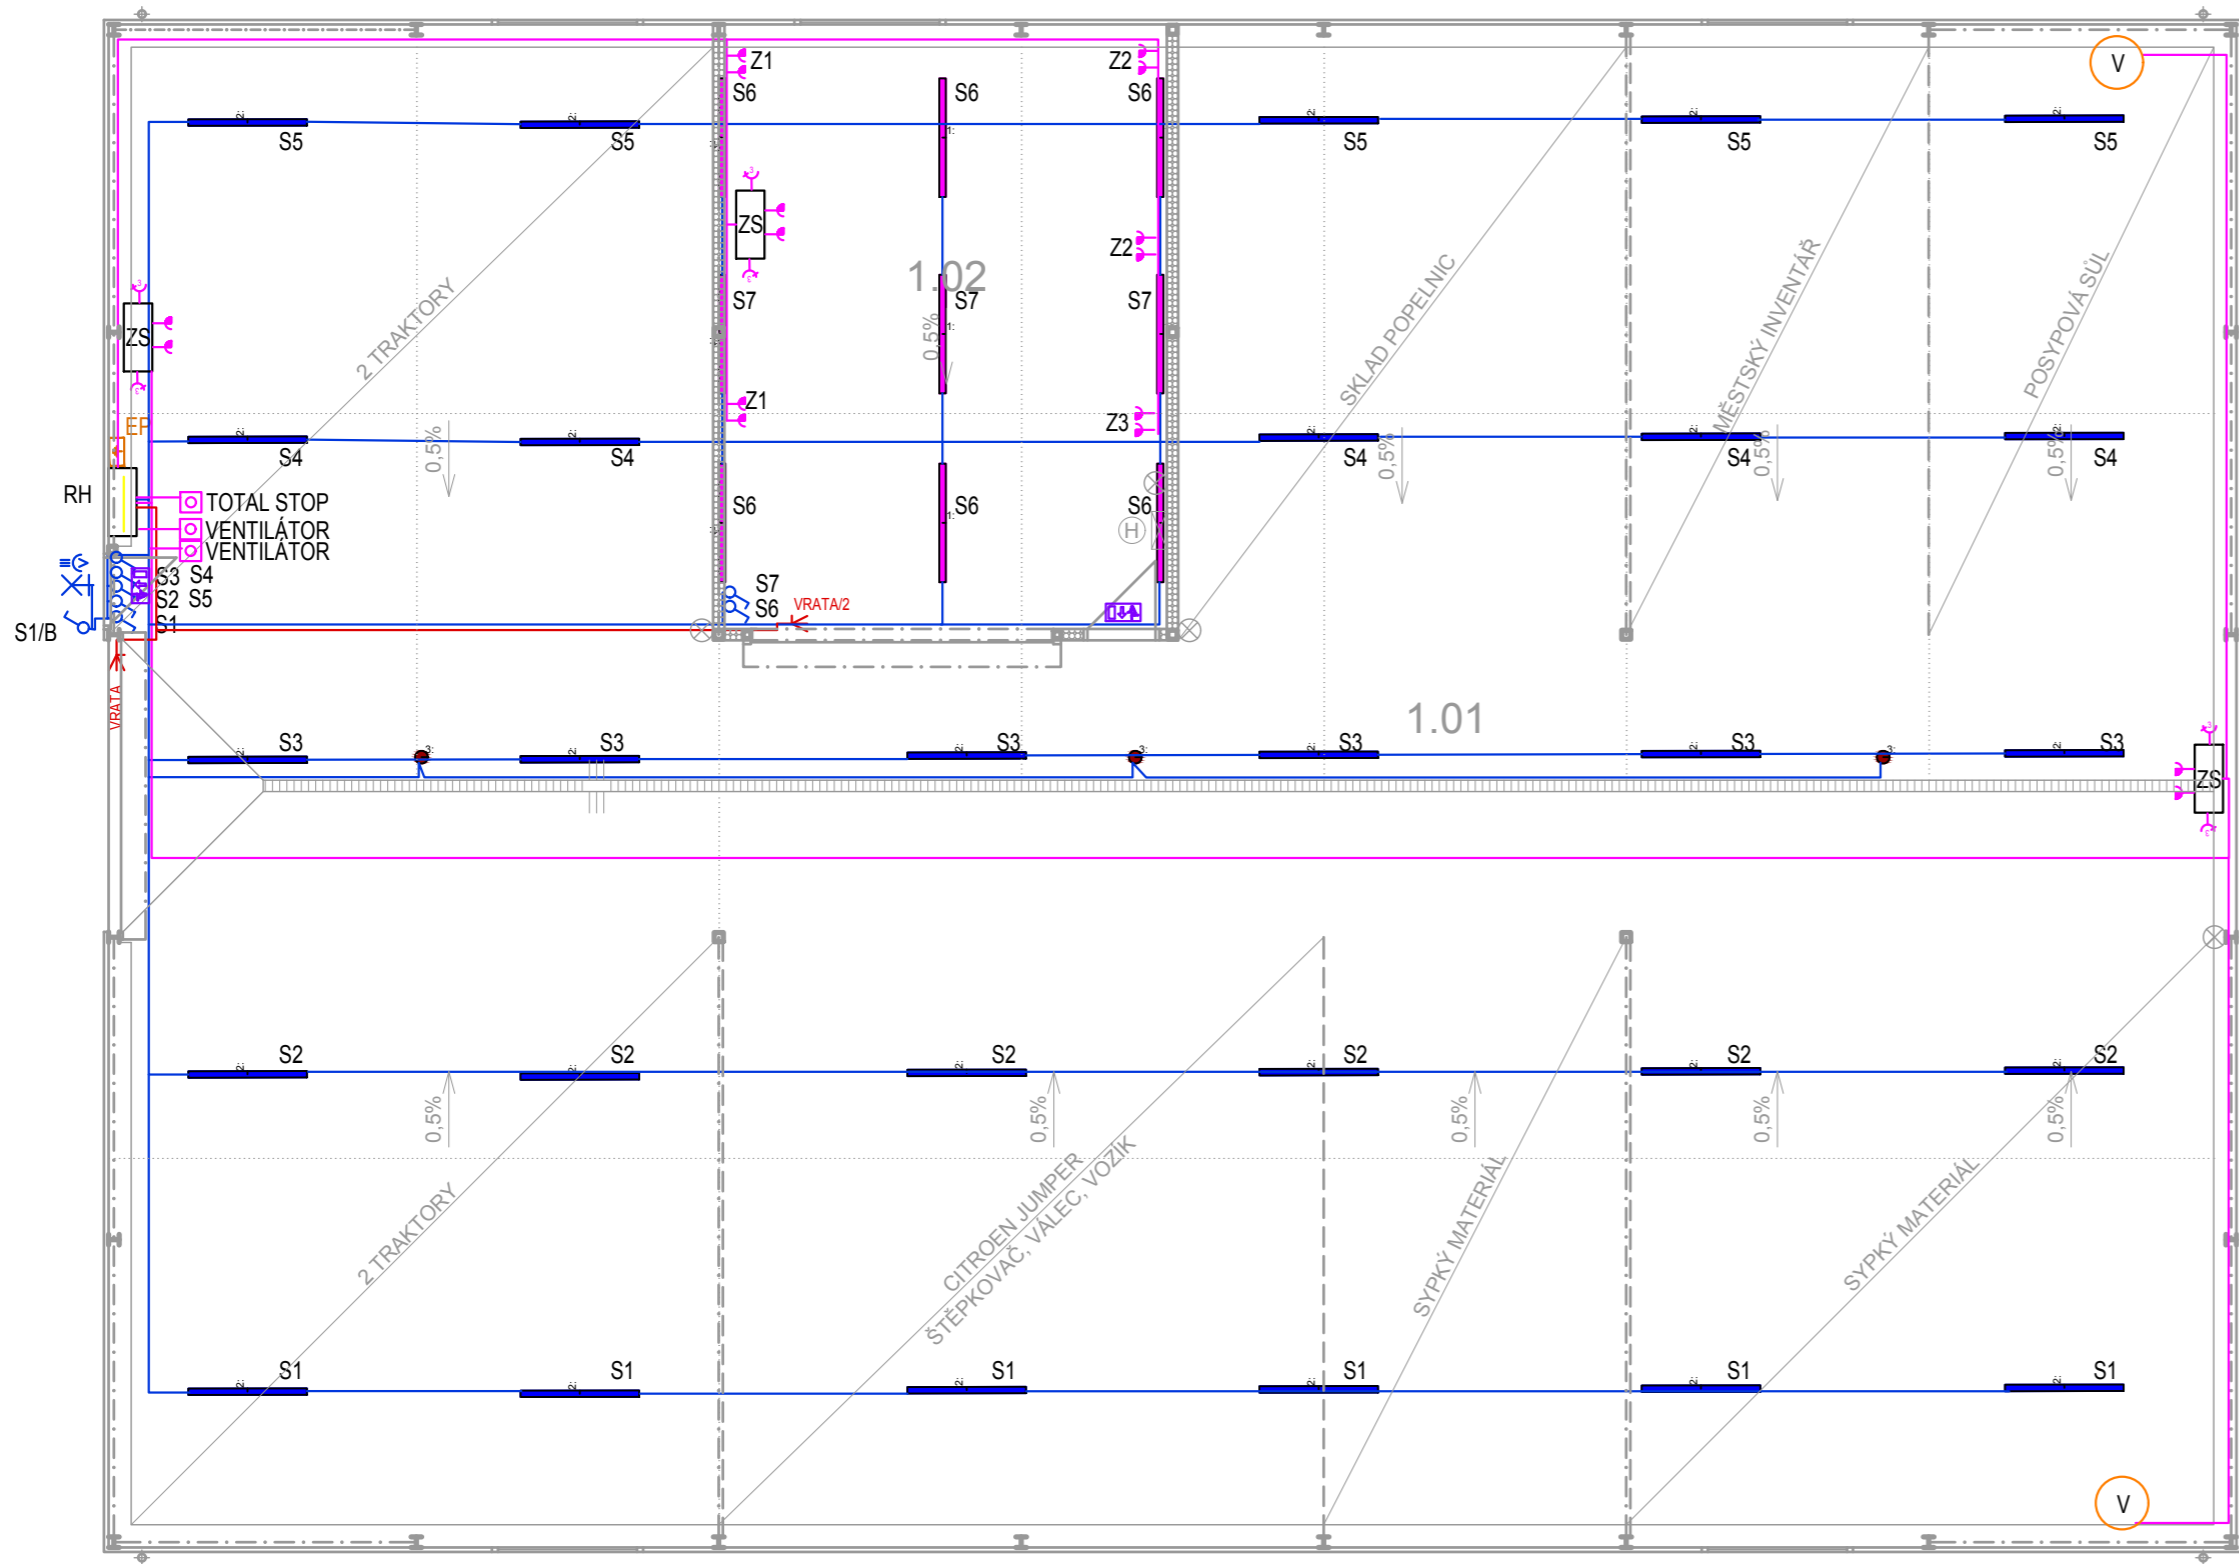 Z1
Z2
V
S6
S6
S6
S5
S5
S5
S5
S5
ZS
Z2
1.02
S7
S7
S7
2 TRAKTORY
SKLAD POPELNIC
MĚSTSKÝ INVENTÁŘ
POSYPOVÁ SŮL
ZS
0,5%
Z1
Z3
EP
S4
S4
S4
S4
S4
0,5%
0,5%
0,5%
0,5%
RH
TOTAL STOP
S6
S6
S6
VENTILÁTOR
VENTILÁTOR
H
S3 S4
S2 S5
S1
S1/B
S7
S6
VRATA/2
VRATA
1.01
S3
S3
S3
S3
S3
S3
ZS
S2
S2
S2
S2
S2
S2
0,5%
0,5%
0,5%
0,5%
0,5%
2 TRAKTORY
CITROEN JUMPER
ŠTĚPKOVAČ, VÁLEC, VOZÍK
SYPKÝ MATERIÁL
SYPKÝ MATERIÁL
S1
S1
S1
S1
S1
S1
V